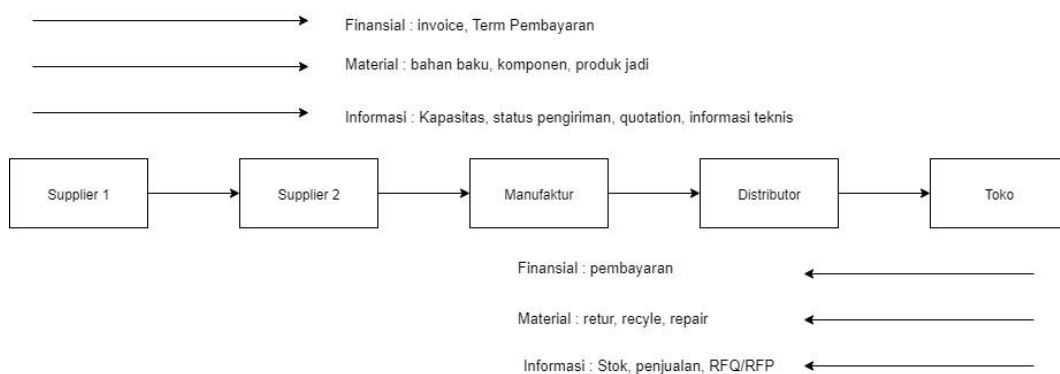 Finansial : invoice, Term Pembayaran
Material : bahan baku, komponen, produk jadi
Informasi : Kapasitas, status pengiriman, quotation, informasi teknis
Supplier 1
Supplier 2
Manufaktur
Distributor
Toko
Finansial : pembayaran
Material : retur, recyle, repair
Informasi : Stok, penjualan, RFQ/RFP